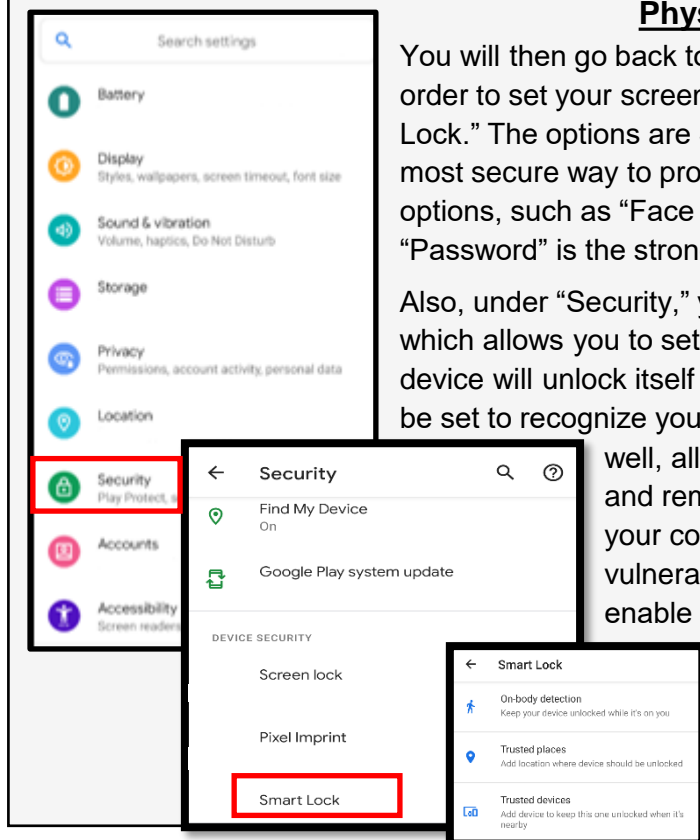 Phys
You will then go back to
order to set your screen
Lock.” The options are
most secure way to pro
options, such as “Face
“Password” is the stron
Also, under “Security,”
which allows you to set
device will unlock itself
be set to recognize you
well, all
and rem
your co
vulnera
enable
Search settings
Battery
Display
Styles, wallpapers, screen timeout, font size
Sound & vibration
Volume, haptics, Do Not Disturb
Storage
Privacy
Permissions, account activity, personal data
Location
Security
Play Protect, s
Accounts
Accessibility
Screen readers
Security
Find My Device
On
Google Play system update
DEVICE SECURITY
Screen lock
Pixel Imprint
Smart Lock
Smart Lock
On-body detection
Keep your device unlocked while it's on you
Trusted places
Add location where device should be unlocked
Trusted devices
Add device to keep this one unlocked when it's
nearby